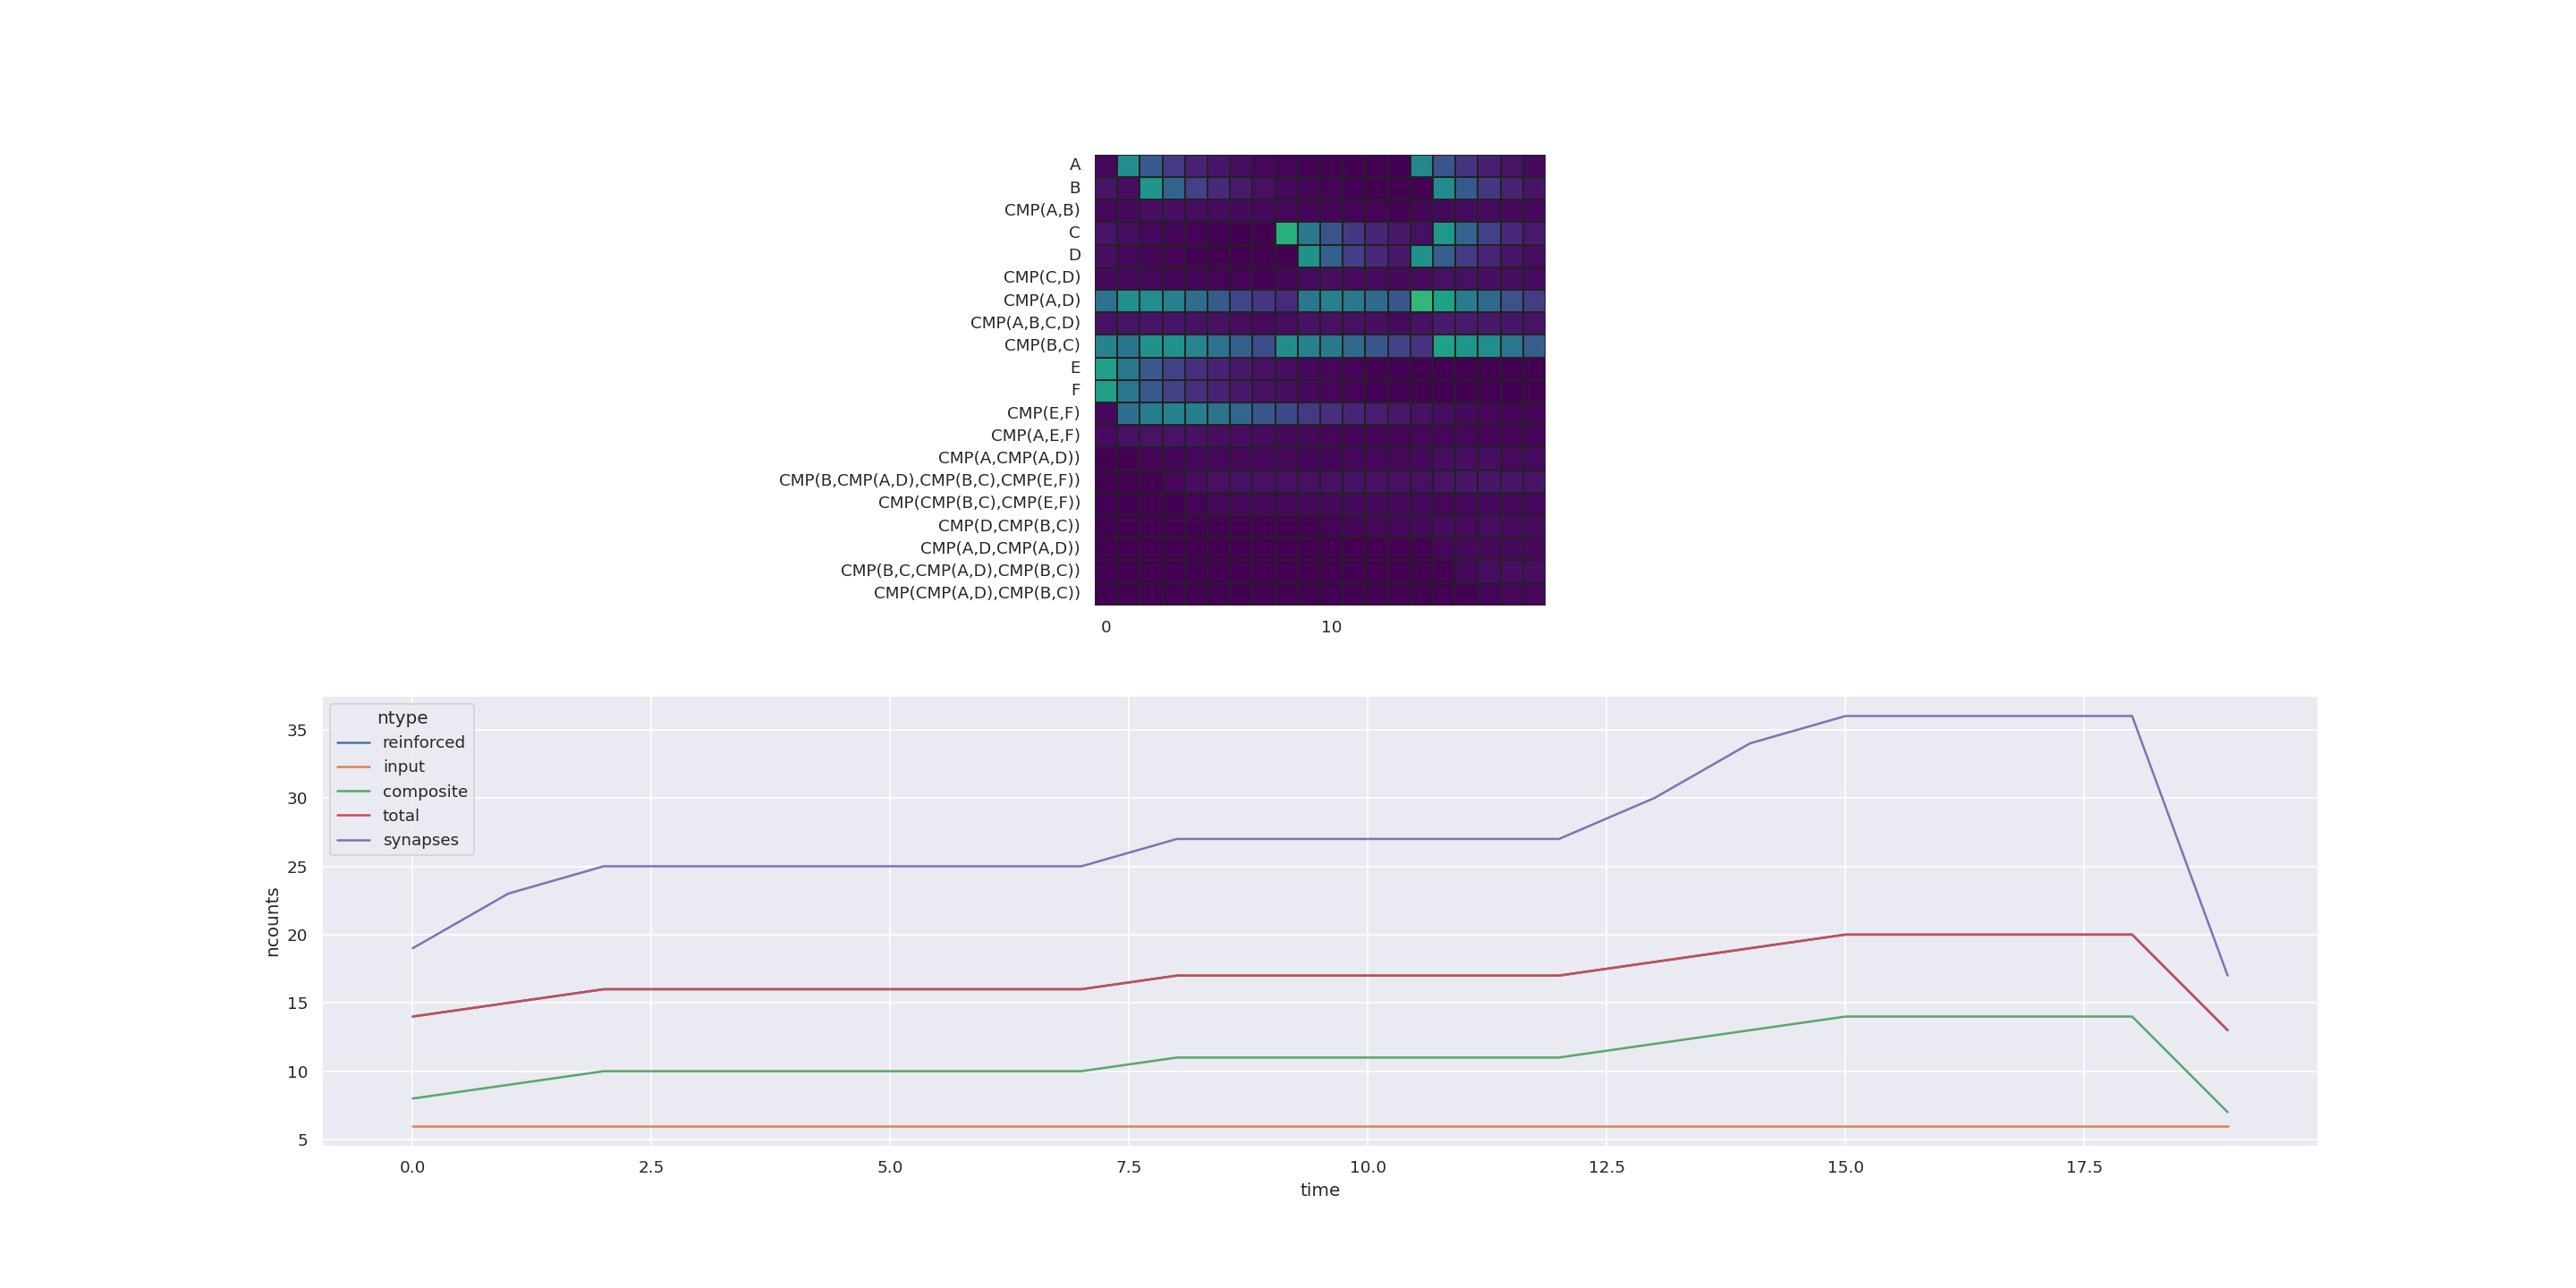 A
B
CMP(A,B)
C
D
CMP(C,D)
CMP(A,D)
CMP(A,B,C,D)
CMP(B,C)
E
F
CMP(E,F)
CMP(A,E,F)
CMP(A,CMP(A,D))
CMP(B,CMP(A,D),CMP(B,C),CMP(E,F))
CMP(CMP(B,C),CMP(E,F))
CMP(D,CMP(B,C))
CMP(A,D,CMP(A,D))
CMP(B,C,CMP(A,D),CMP(B,C))
CMP(CMP(A,D),CMP(B,C))
0 10
ntype
reinforced
input
composite
total
synapses
35
30
25
20
15
10
5
ncounts
0.0 2.5 5.0 7.5 10.0 12.5 15.0 17.5
time